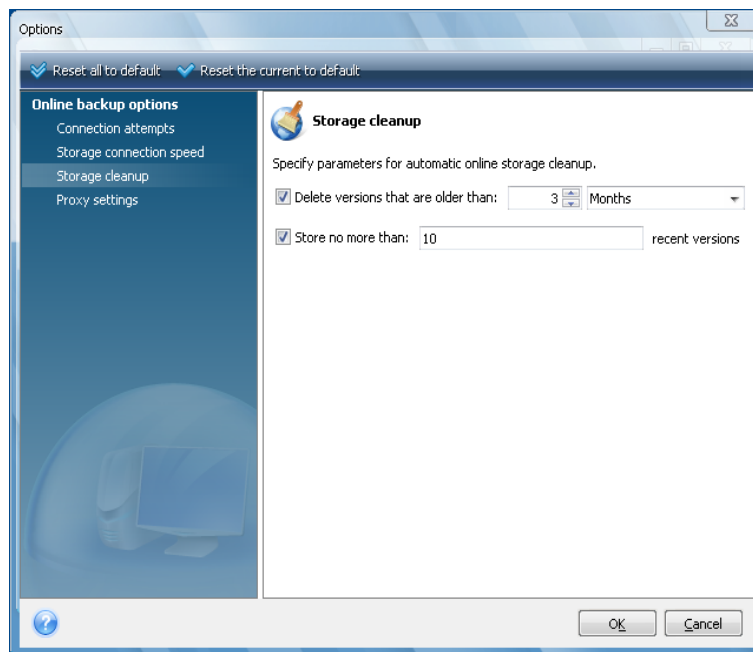 Options
Reset all to default Reset the current to default
Online backup options
Connection attempts
Storage connection speed
Storage cleanup
Proxy settings
Storage cleanup
Specify parameters for automatic online storage cleanup.
Delete versions that are older than: 3 Months
Store no more than: 10 recent versions
OK Cancel